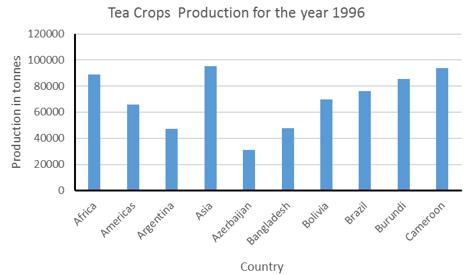 Tea Crops Production for the year 1996
120000
100000
80000
60000
40000
20000
0
Production in tonnes
Africa
Americas
Argentina
Asia
Azerbaijan
Bangladesh
Bolivia
Brazil
Burundi
Cameroon
Country